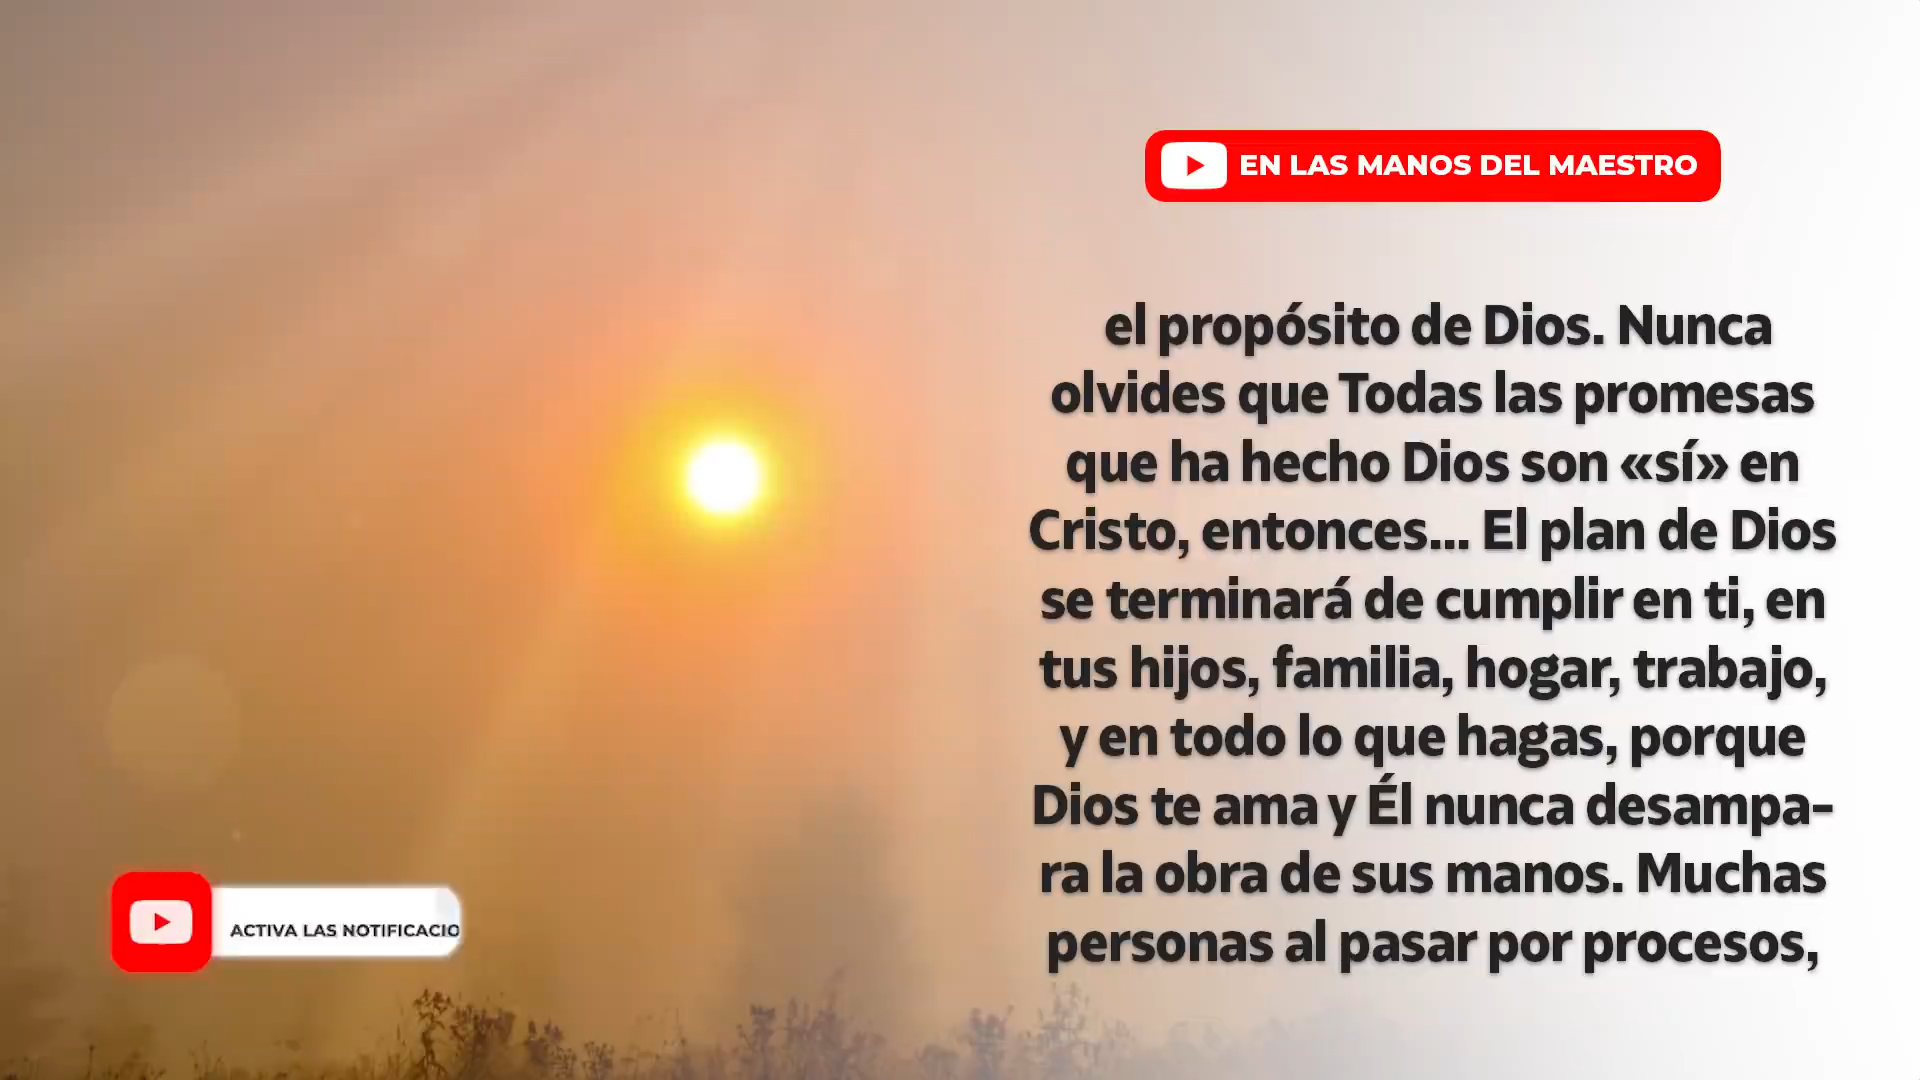 EN LAS MANOS DEL MAESTRO
el propósito de Dios. Nunca
olvides que Todas las promesas
que ha hecho Dios son «sí» en
Cristo, entonces... El plan de Dios
se terminará de cumplir en ti, en
tus hijos, familia, hogar, trabajo,
y en todo lo que hagas, porque
Dios te ama y Él nunca desampa-
ra la obra de sus manos. Muchas
personas al pasar por procesos,
ACTIVA LAS NOTIFICACIO